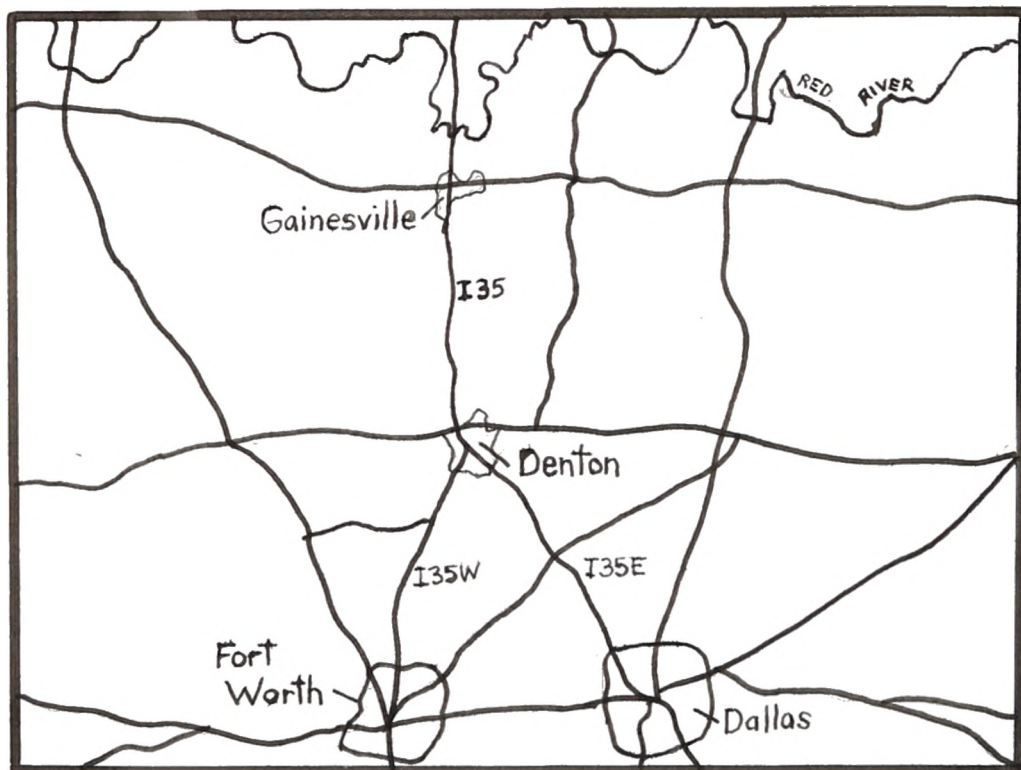 RED RIVER
Gainesville
I35
Denton
I35W
I35E
Fort
Worth
Dallas